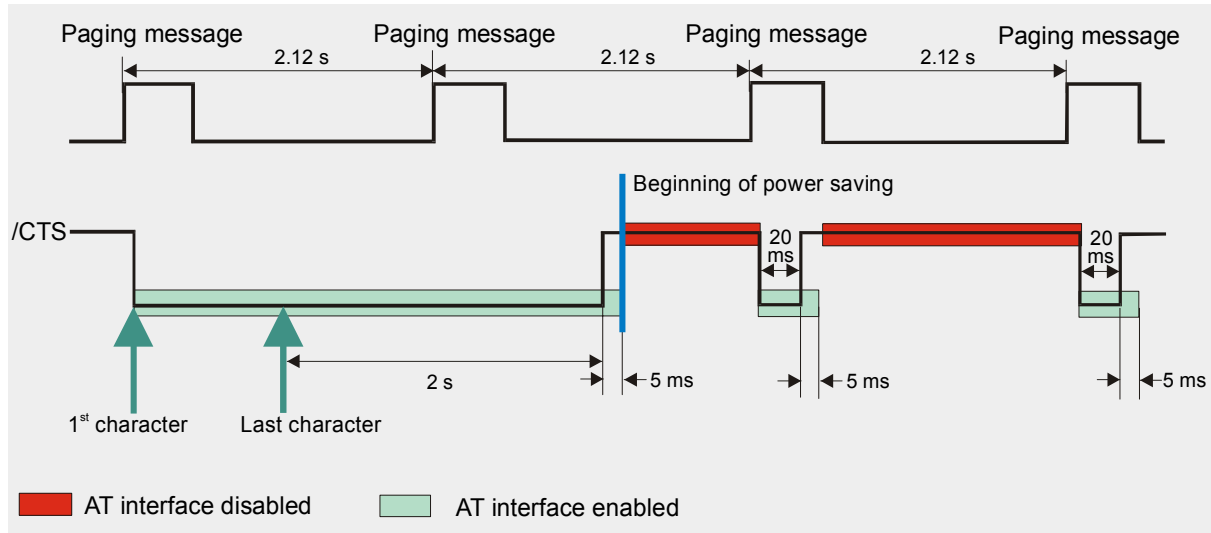 Paging message Paging message Paging message Paging message
2.12 s 2.12 s 2.12 s
Beginning of power saving
/CTS
20 ms
20 ms
2 s
5 ms 5 ms 5 ms
1st character Last character
AT interface disabled AT interface enabled